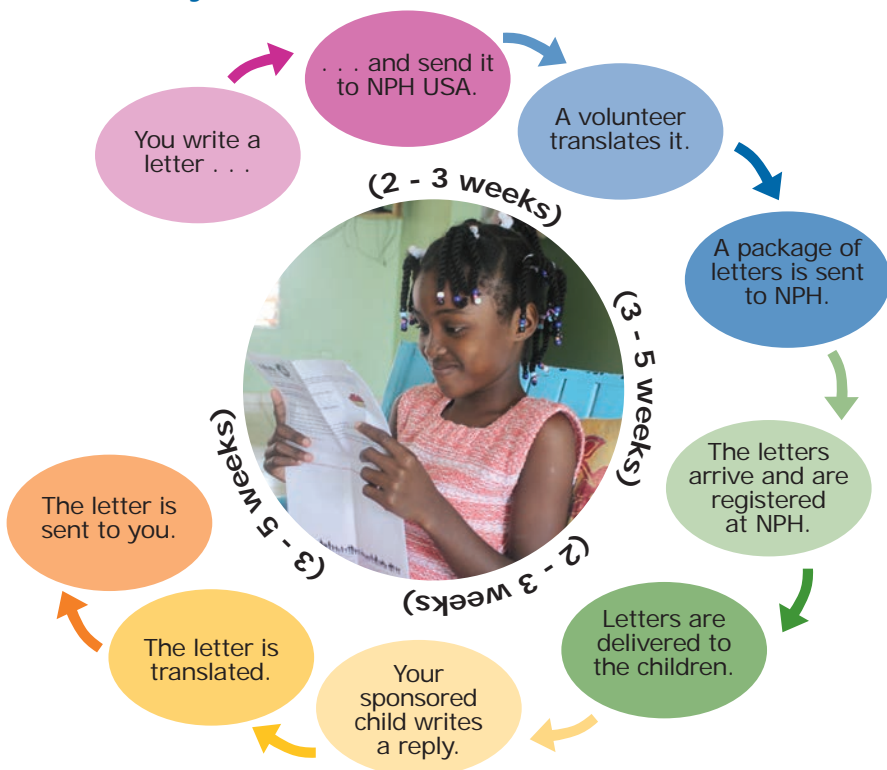 You write a
letter . . .
. . . and send it
to NPH USA.
A volunteer
translates it.
A package of
letters is sent
to NPH.
The letters
arrive and are
registered
at NPH.
Letters are
delivered to
the children.
Your
sponsored
child writes
a reply.
The letter is
translated.
The letter is
sent to you.
(2 - 3 weeks)
(3 - 5 weeks)
(2 - 3 weeks)
(3 - 5 weeks)